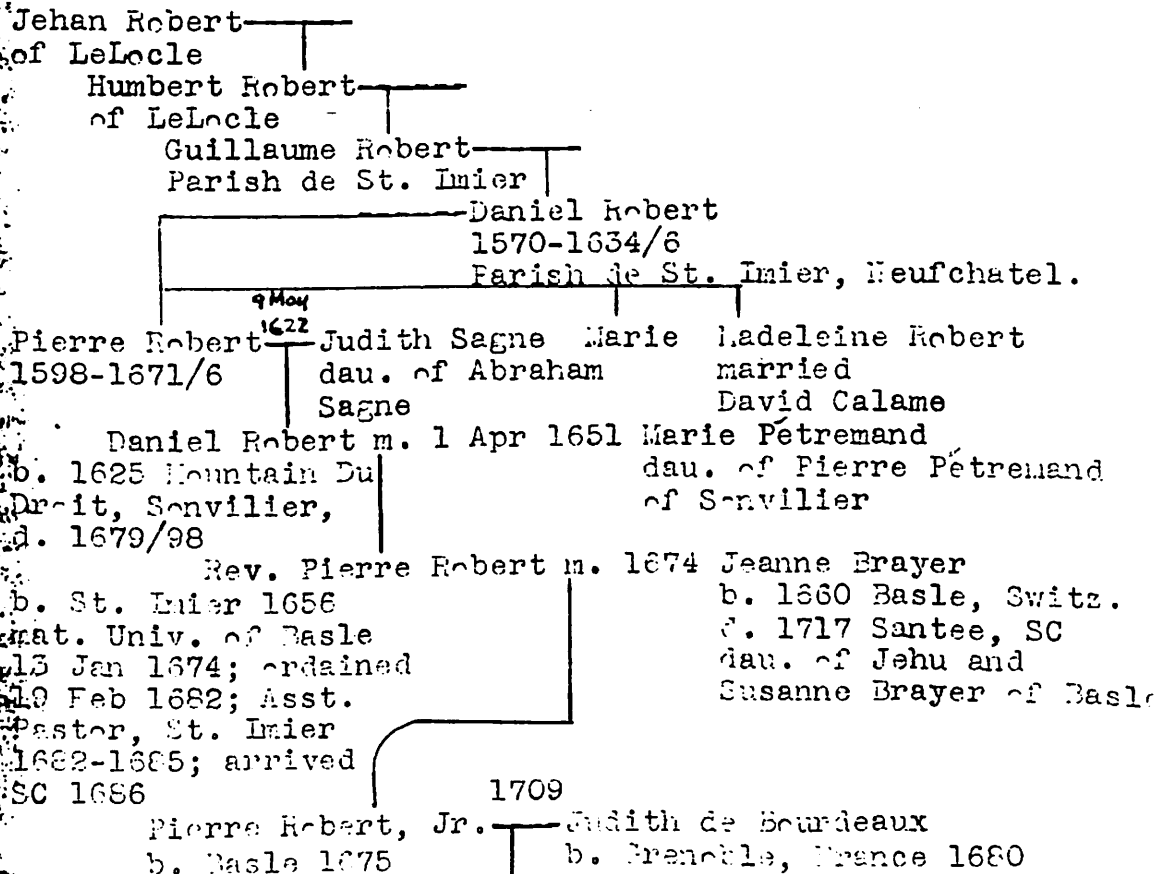 Jehan Robert
of LeLocle
Humbert Robert
of LeLocle
Guillaume Robert
Parish de St. Imier
Daniel Robert
1570-1634/6
Parish de St. Imier, Neufchatel.
9 May
1622
Pierre Robert Judith Sagne Marie Madeleine Robert
1598-1671/6 dau. of Abraham married
Sagne David Calame
Daniel Robert m. 1 Apr 1651 Marie Pétremand
b. 1625 Mountain Du dau. of Pierre Pétremand
Droit, Sonvilier, of Sonvilier
d. 1679/98
Rev. Pierre Robert m. 1674 Jeanne Brayer
b. St. Imier 1656 b. 1660 Basle, Switz.
mat. Univ. of Basle d. 1717 Santee, SC
13 Jan 1674; ordained dau. of Jehu and
19 Feb 1682; Asst. Susanne Brayer of Basle
Pastor, St. Imier
1682-1685; arrived
SC 1686
1709
Pierre Robert, Jr. Judith de Bourdeaux
b. Basle 1675 b. Grenoble, France 1680